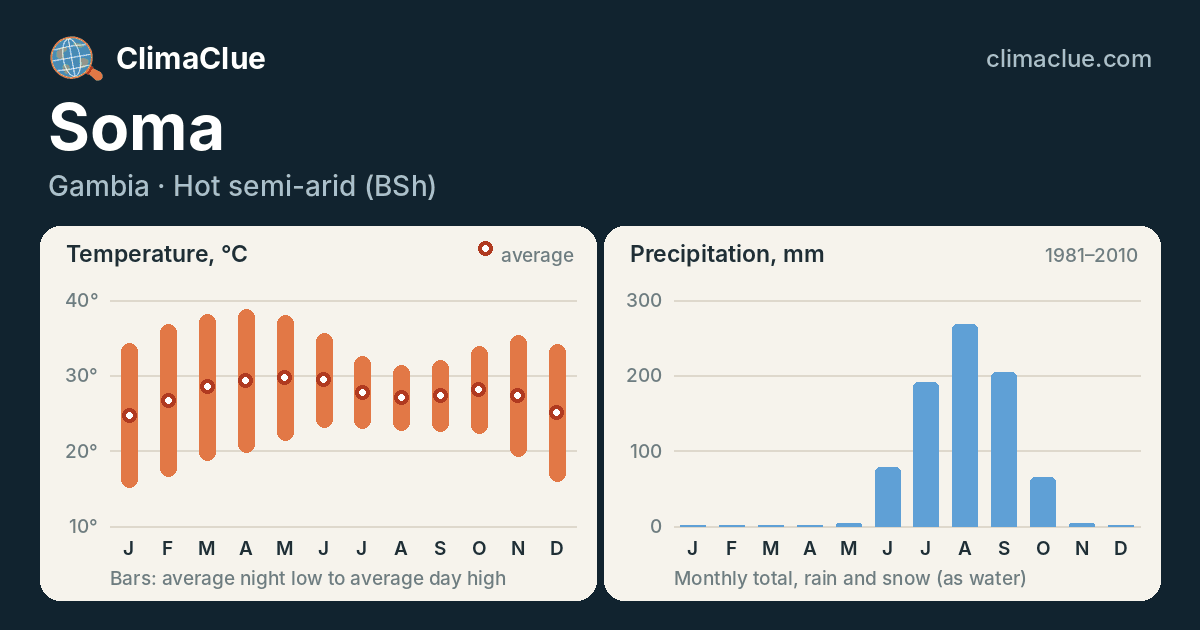 ClimaClue
climaclue.com
Soma
Gambia · Hot semi-arid (BSh)
Temperature, °C
average
40°
30°
20°
10°
J F M A M J J A S O N D
Bars: average night low to average day high
Precipitation, mm
1981–2010
300
200
100
0
J F M A M J J A S O N D
Monthly total, rain and snow (as water)